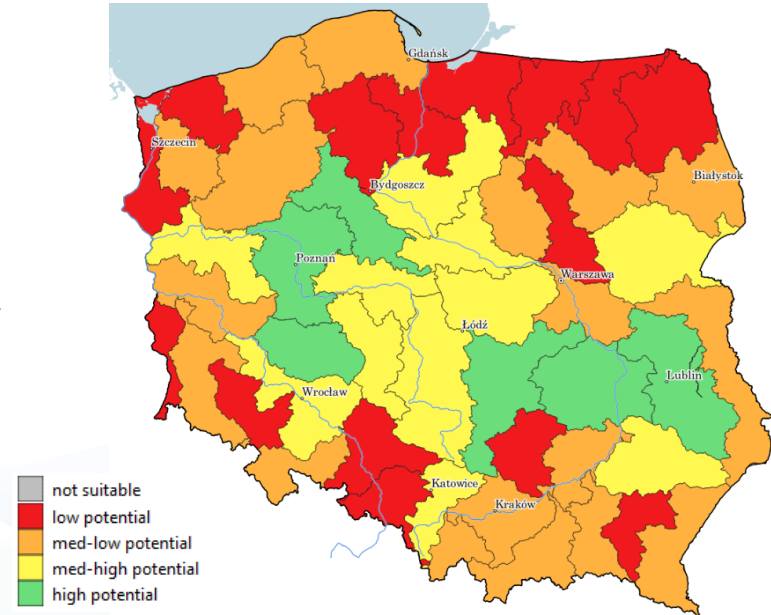 Gdańsk
Szczecin
Bydgoszcz
Białystok
Poznań
Warszawa
Łódź
Lublin
Wrocław
Katowice
Kraków
not suitable
low potential
med-low potential
med-high potential
high potential